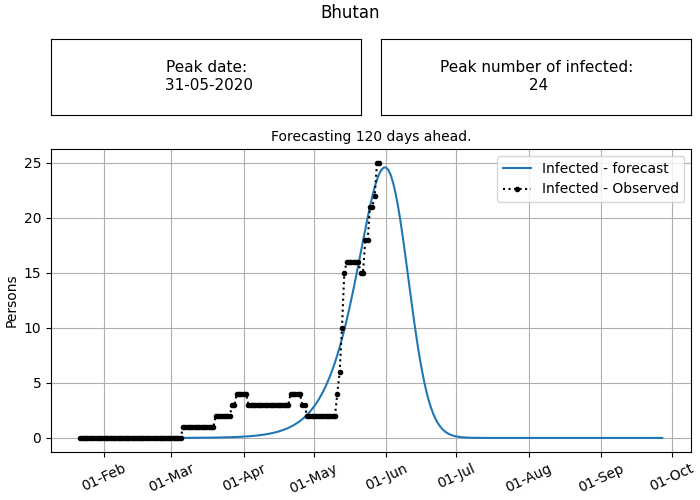 Bhutan
Peak date:
31-05-2020
Peak number of infected:
24
Forecasting 120 days ahead.
Infected - forecast
Infected - Observed
Persons
25
20
15
10
5
0
01-Feb
01-Mar
01-Apr
01-May
01-Jun
01-Jul
01-Aug
01-Sep
01-Oct